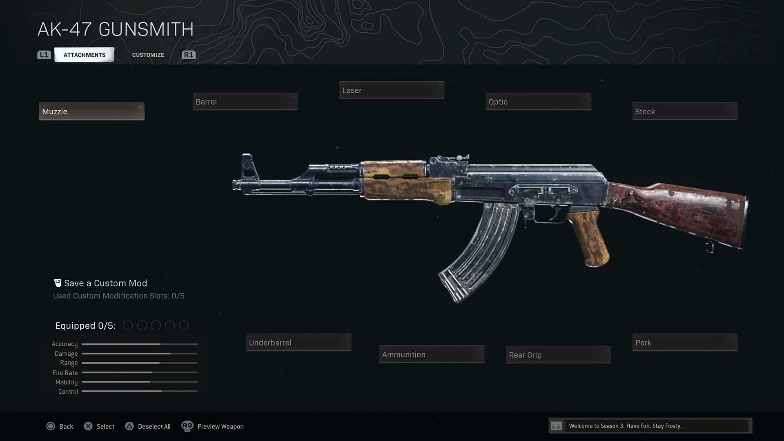 AK-47 GUNSMITH
L1 ATTACHMENTS CUSTOMIZE R1
Laser
Barrel
Optic
Muzzle
Stock
Save a Custom Mod
Used Custom Modification Slots: 0/5
Equipped 0/5:
Underbarrel
Ammunition
Rear Grip
Perk
Accuracy
Damage
Range
Fire Rate
Mobility
Control
Back Select Deselect All R3 Preview Weapon
Welcome to Season 3. Have fun. Stay frosty.